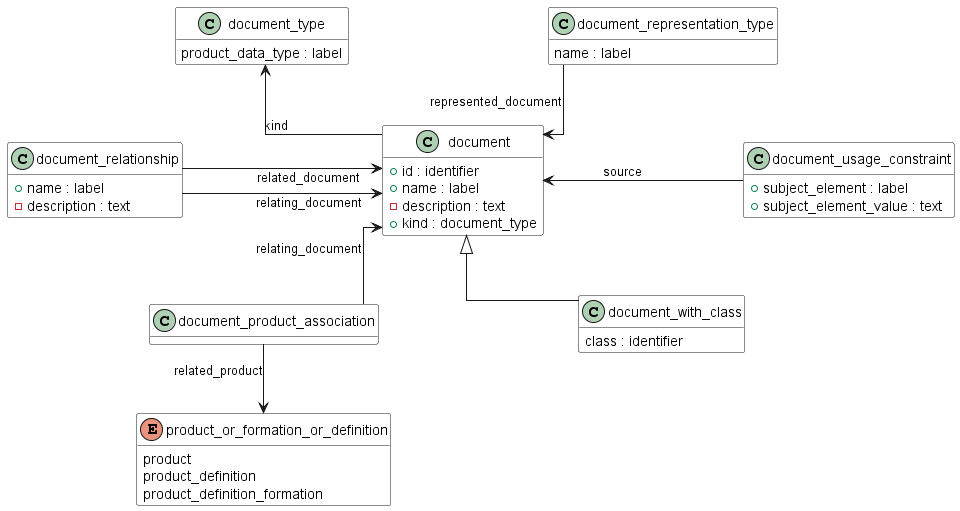 C document_type
product_data_type : label
C document_representation_type
name : label
represented_document
kind
C document
id : identifier
name : label
description : text
kind : document_type
C document_relationship
name : label
description : text
related_document
relating_document
C document_usage_constraint
subject_element : label
subject_element_value : text
source
relating_document
C document_product_association
C document_with_class
class : identifier
related_product
E product_or_formation_or_definition
product
product_definition
product_definition_formation